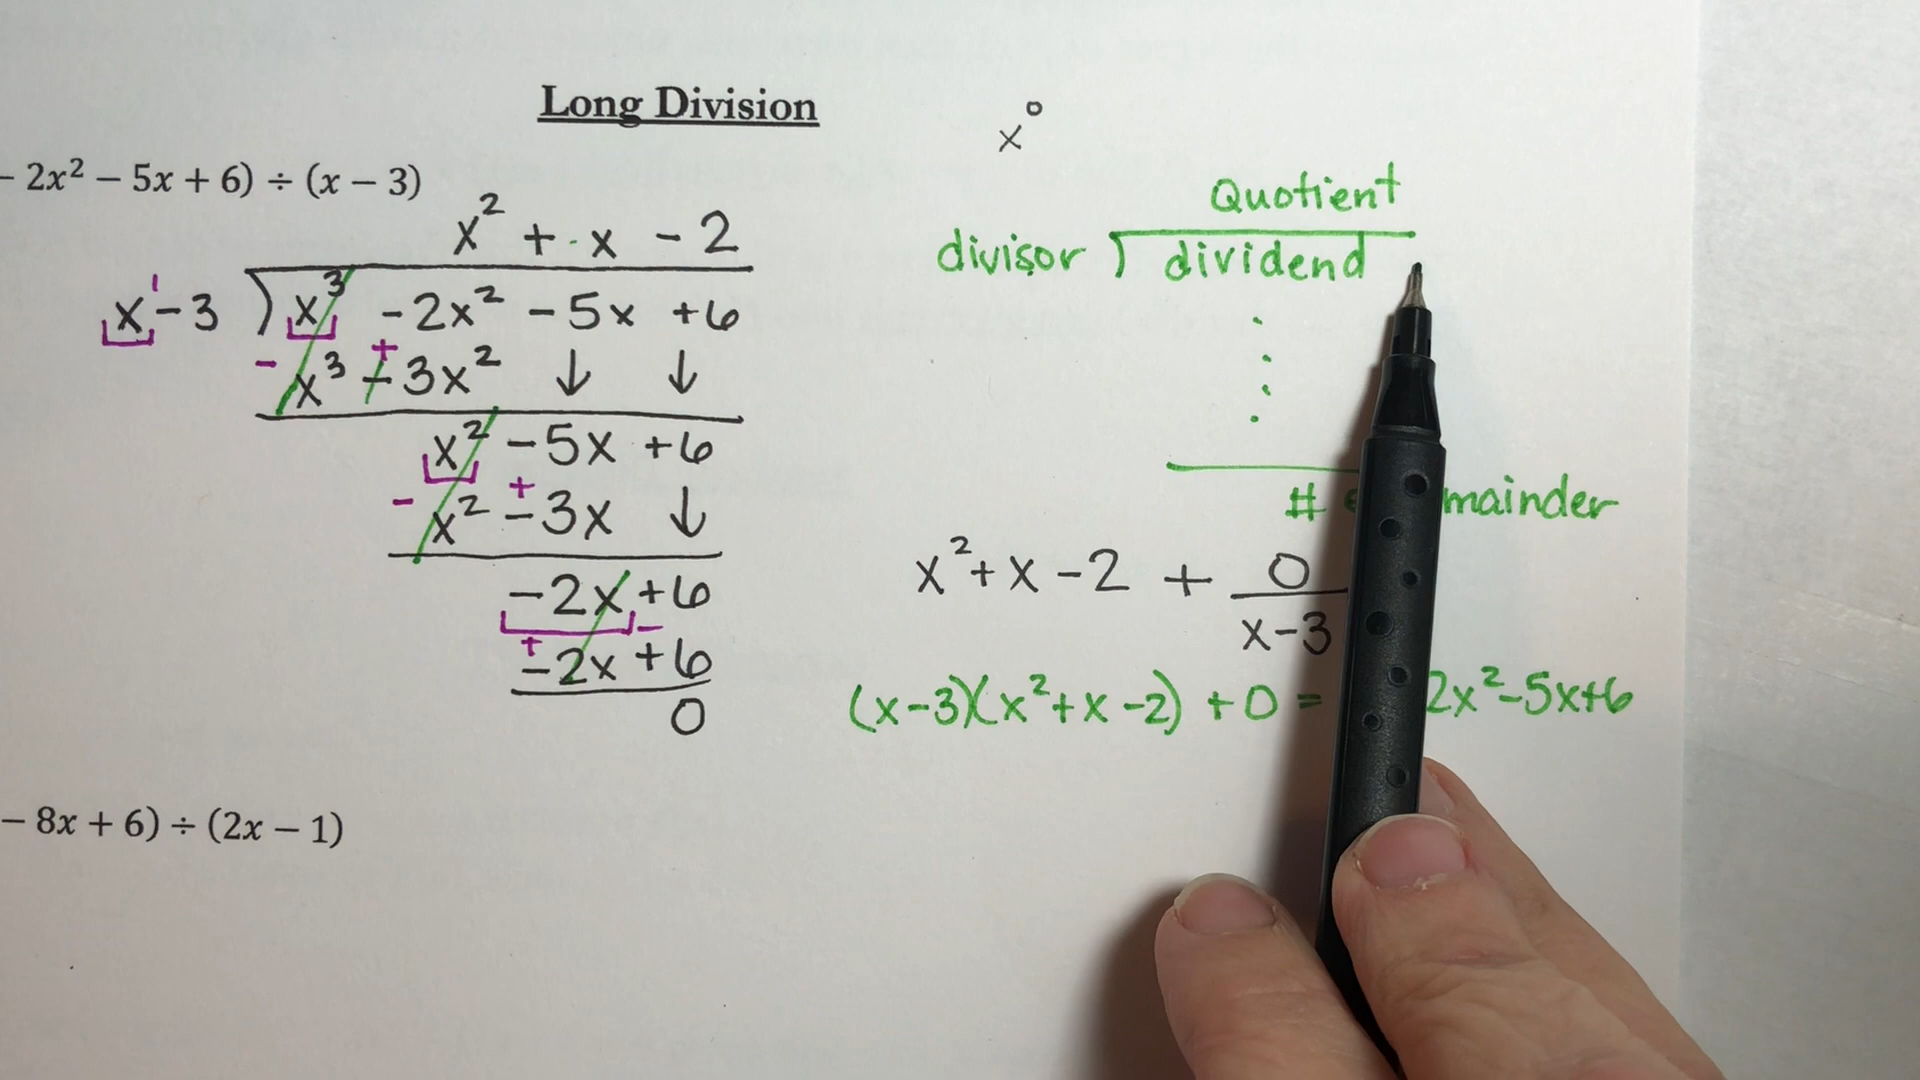 Long Division
x⁰
– 2x² – 5x + 6) ÷ (x – 3)
x² + x - 2
x¹ - 3 ) x³ - 2x² - 5x + 6
- x³ + - 3x² ↓ ↓
x² - 5x + 6
- x² + - 3x ↓
- 2x + 6
+ - 2x - + 6
0
Quotient
divisor ) dividend
#
mainder
x² + x - 2 + 0/x-3
(x-3)(x²+x-2) + 0 = 2x²-5x+6
– 8x + 6) ÷ (2x – 1)